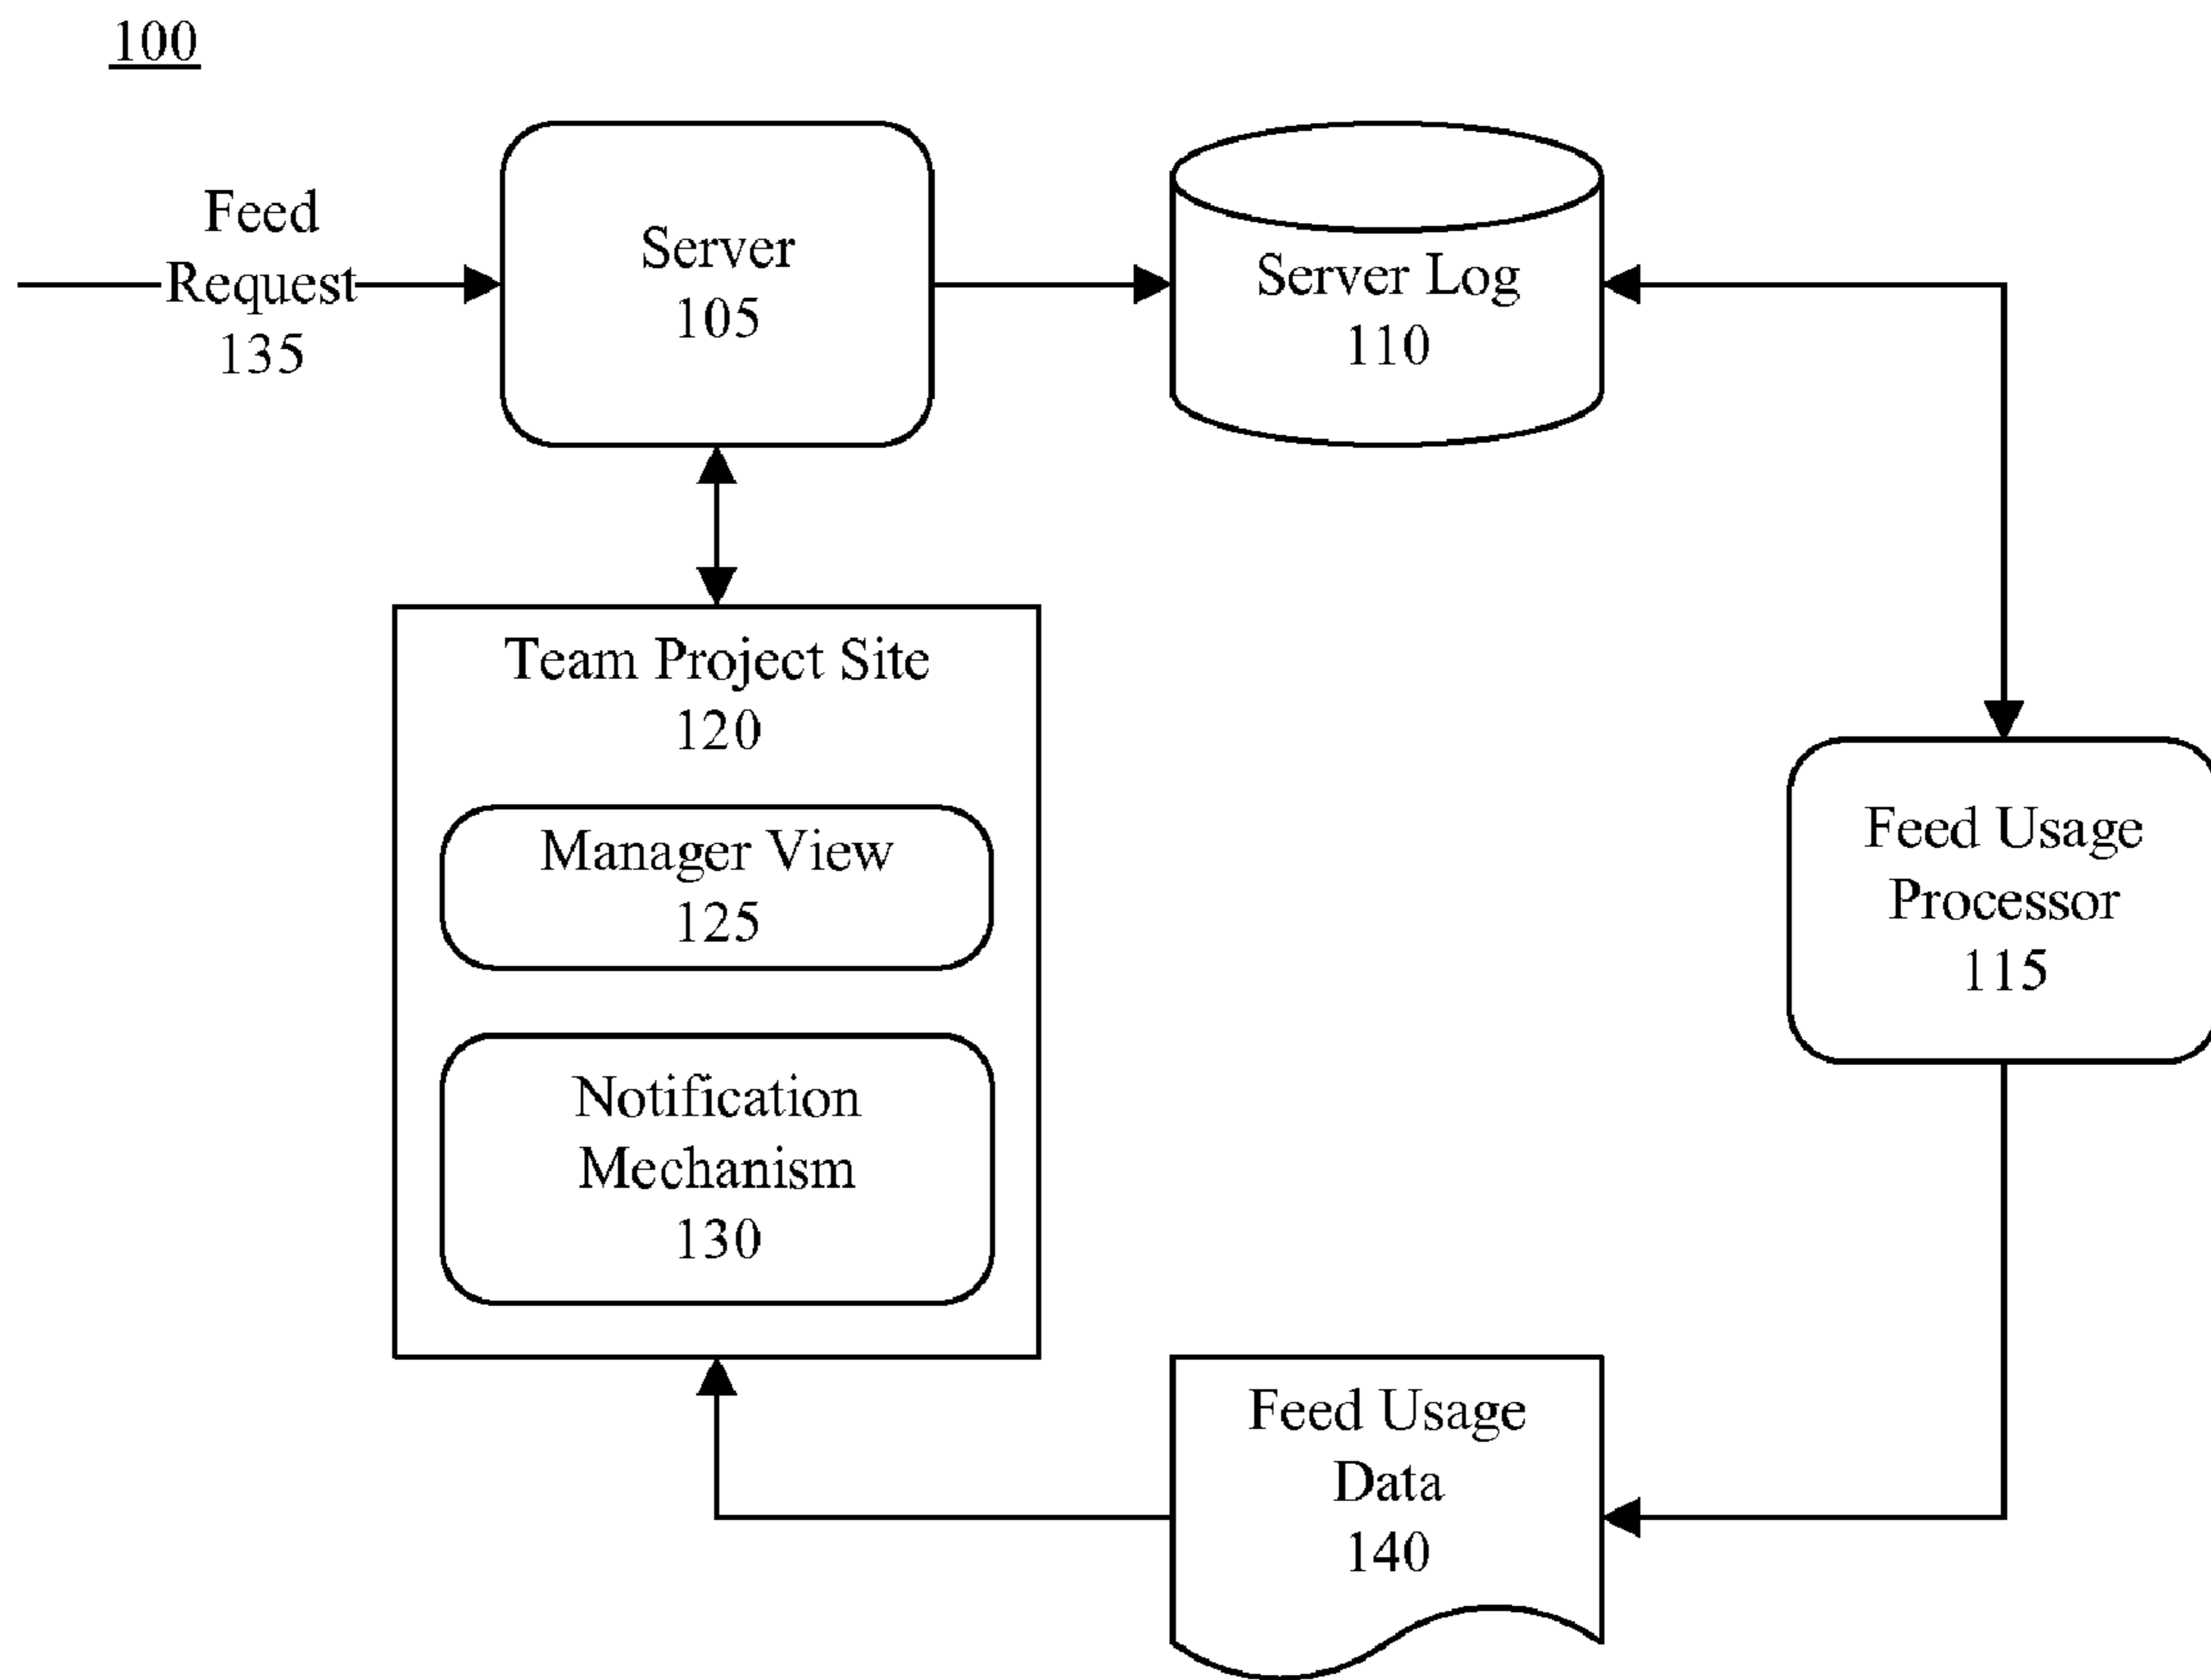 100
Feed
Request
135
Server
105
Server Log
110
Team Project Site
120
Manager View
125
Notification
Mechanism
130
Feed Usage
Processor
115
Feed Usage
Data
140